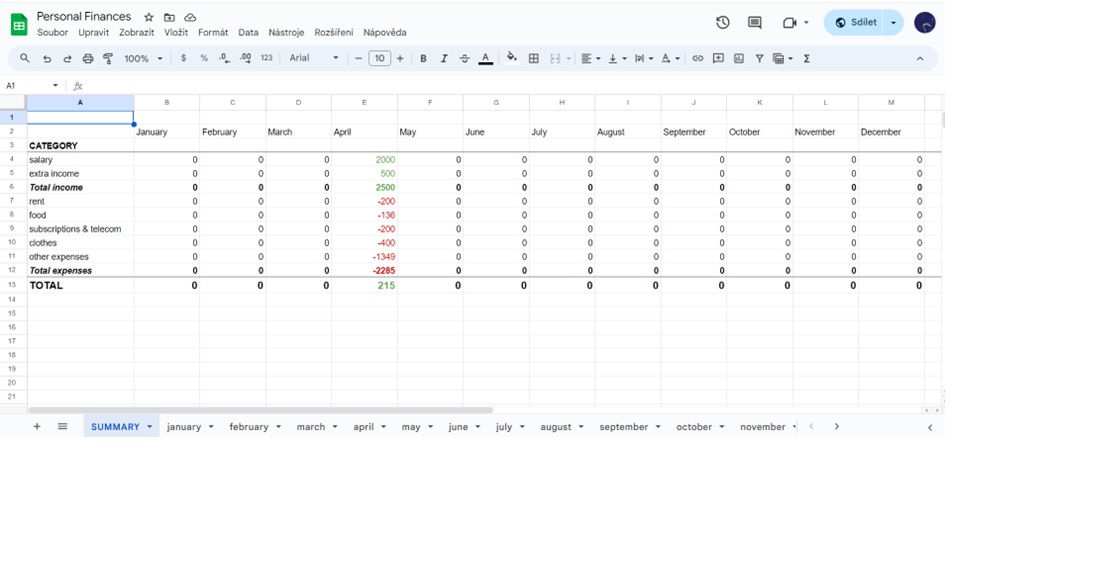 Personal Finances
Soubor Upravit Zobrazit Vložit Formát Data Nástroje Rozšíření Nápověda
Sdílet
100% $ % .0 .00 123 Arial 10 B I S A
A1 fx
A B C D E F G H I J K L M
1
2 January February March April May June July August September October November December
3 CATEGORY
4 salary 0 0 0 2000 0 0 0 0 0 0 0 0
5 extra income 0 0 0 500 0 0 0 0 0 0 0 0
6 Total income 0 0 0 2500 0 0 0 0 0 0 0 0
7 rent 0 0 0 -200 0 0 0 0 0 0 0 0
8 food 0 0 0 -136 0 0 0 0 0 0 0 0
9 subscriptions & telecom 0 0 0 -200 0 0 0 0 0 0 0 0
10 clothes 0 0 0 -400 0 0 0 0 0 0 0 0
11 other expenses 0 0 0 -1349 0 0 0 0 0 0 0 0
12 Total expenses 0 0 0 -2285 0 0 0 0 0 0 0 0
13 TOTAL 0 0 0 215 0 0 0 0 0 0 0 0
14
15
16
17
18
19
20
21
SUMMARY january february march april may june july august september october november